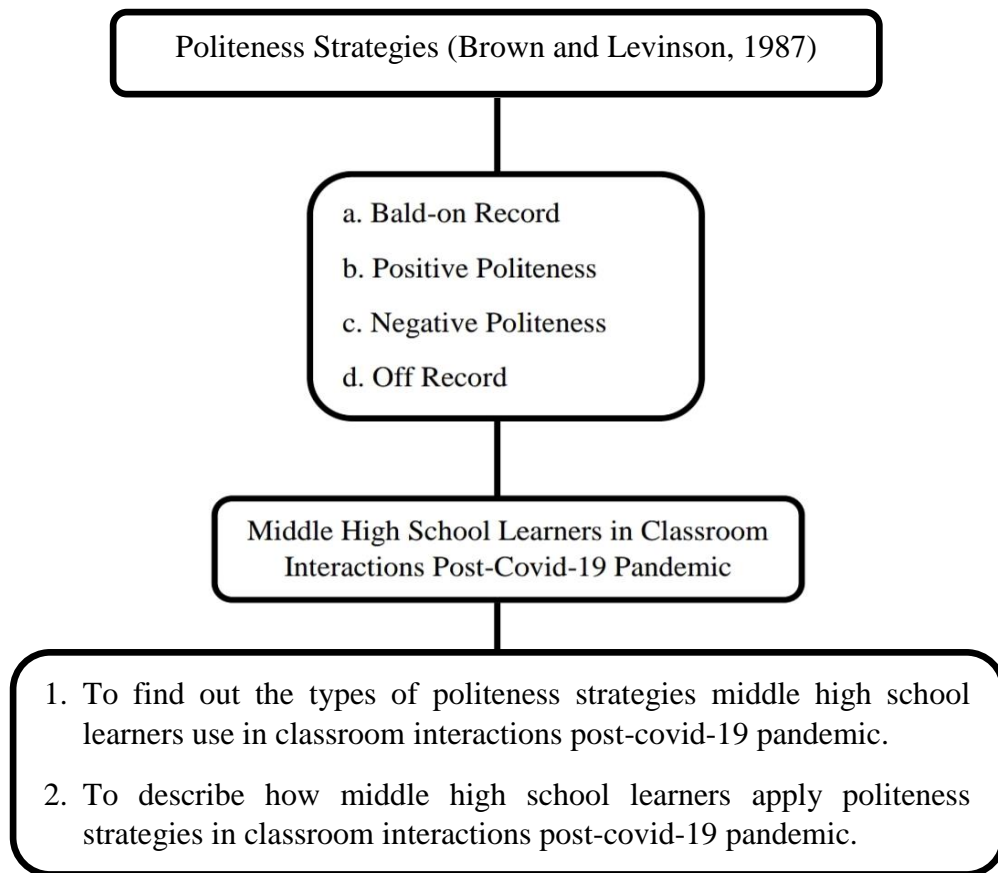 Politeness Strategies (Brown and Levinson, 1987)
a. Bald-on Record
b. Positive Politeness
c. Negative Politeness
d. Off Record
Middle High School Learners in Classroom
Interactions Post-Covid-19 Pandemic
1. To find out the types of politeness strategies middle high school
learners use in classroom interactions post-covid-19 pandemic.
2. To describe how middle high school learners apply politeness
strategies in classroom interactions post-covid-19 pandemic.